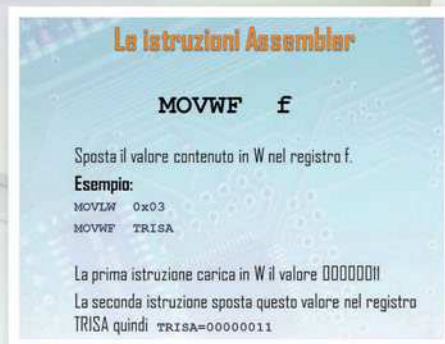 Le istruzioni Assembler
MOVWF f
Sposta il valore contenuto in W nel registro f.
Esempio:
MOVLW 0x03
MOVWF TRISA
La prima istruzione carica in W il valore 00000011
La seconda istruzione sposta questo valore nel registro
TRISA quindi TRISA=00000011